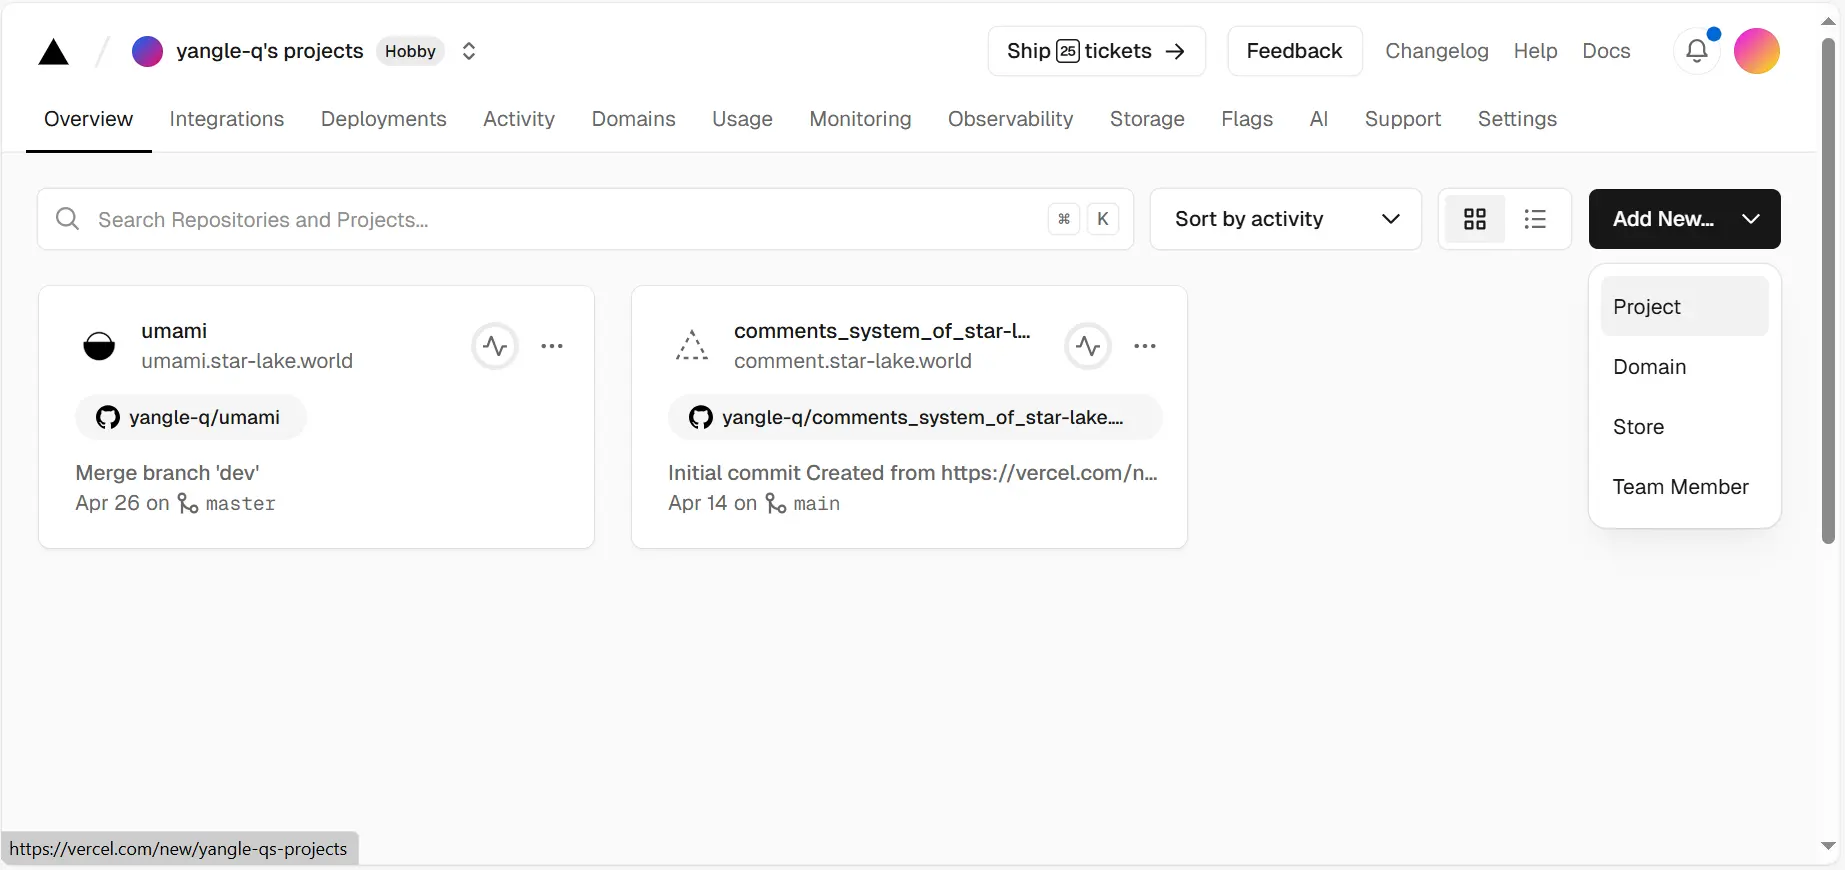 yangle-q's projects Hobby Ship 25 tickets → Feedback Changelog Help Docs
Overview Integrations Deployments Activity Domains Usage Monitoring Observability Storage Flags AI Support Settings
Search Repositories and Projects... ⌘ K Sort by activity Add New...
Project
Domain
Store
Team Member
umami
umami.star-lake.world
yangle-q/umami
Merge branch 'dev'
Apr 26 on master
comments_system_of_star-l...
comment.star-lake.world
yangle-q/comments_system_of_star-lake....
Initial commit Created from https://vercel.com/n...
Apr 14 on main
https://vercel.com/new/yangle-qs-projects